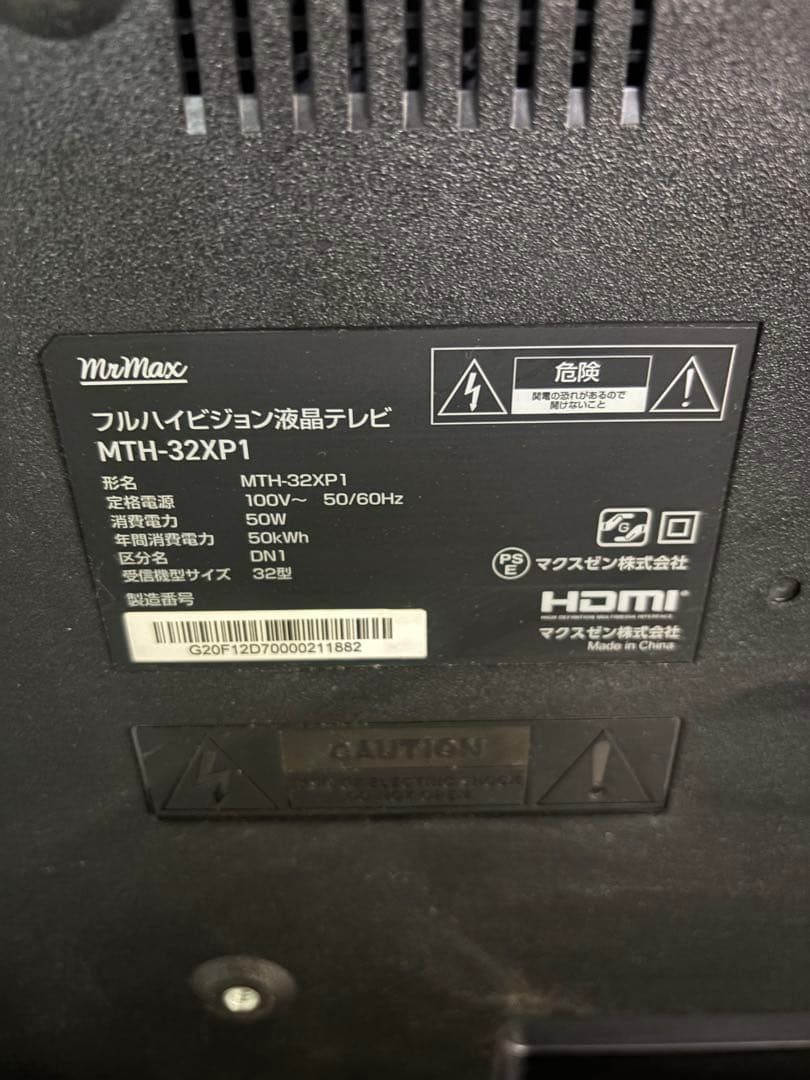 MrMax
危険
感電の恐れがあるので
開けないこと
フルハイビジョン液晶テレビ
MTH-32XP1
形名 MTH-32XP1
定格電源 100V～ 50/60Hz
消費電力 50W
年間消費電力 50kWh
区分名 DN1
受信機型サイズ 32型
製造番号
G20F12D70000211882
G
PS
E
マクスゼン株式会社
HDMI
HIGH DEFINITION MULTIMEDIA INTERFACE
マクスゼン株式会社
Made in China
CAUTION